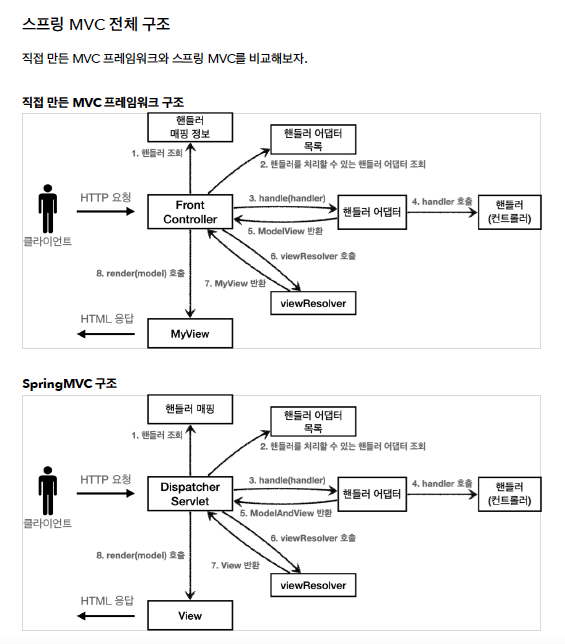 스프링 MVC 전체 구조
직접 만든 MVC 프레임워크와 스프링 MVC를 비교해보자.
직접 만든 MVC 프레임워크 구조
핸들러
매핑 정보
핸들러 어댑터
목록
1. 핸들러 조회
2. 핸들러를 처리할 수 있는 핸들러 어댑터 조회
HTTP 요청
Front
Controller
3. handle(handler)
핸들러 어댑터
4. handler 호출
핸들러
(컨트롤러)
클라이언트
5. ModelView 반환
6. viewResolver 호출
8. render(model) 호출
7. MyView 반환
viewResolver
HTML 응답
MyView
SpringMVC 구조
핸들러 매핑
핸들러 어댑터
목록
1. 핸들러 조회
2. 핸들러를 처리할 수 있는 핸들러 어댑터 조회
HTTP 요청
Dispatcher
Servlet
3. handle(handler)
핸들러 어댑터
4. handler 호출
핸들러
(컨트롤러)
클라이언트
5. ModelAndView 반환
6. viewResolver 호출
8. render(model) 호출
7. View 반환
viewResolver
HTML 응답
View